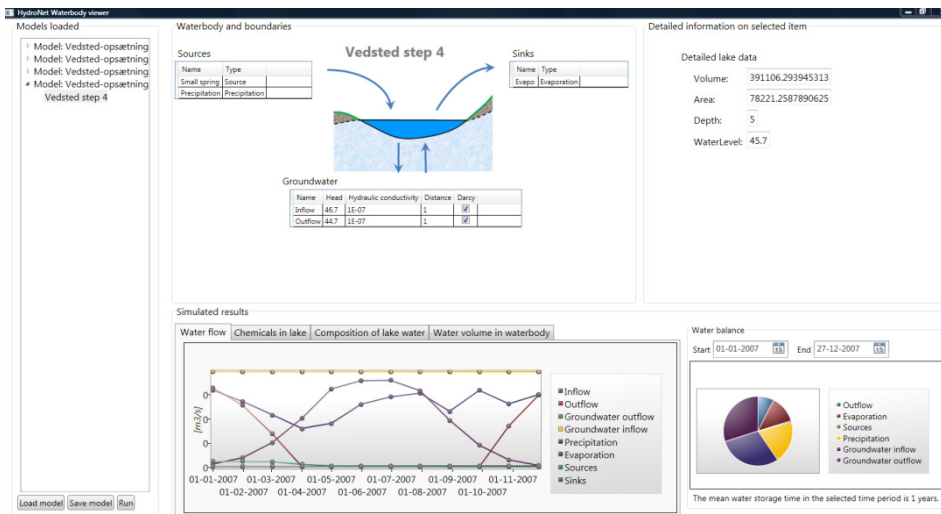 HydroNet Waterbody viewer
Models loaded
Model: Vedsted-opsætning
Model: Vedsted-opsætning
Model: Vedsted-opsætning
Model: Vedsted-opsætning
Vedsted step 4
Load model Save model Run
Waterbody and boundaries
Vedsted step 4
Sources
Name Type
Small spring Source
Precipitation Precipitation
Sinks
Name Type
Evapo Evaporation
Groundwater
Name Head Hydraulic conductivity Distance Darcy
Inflow 46.7 1E-07 1
Outflow 44.7 1E-07 1
Detailed information on selected item
Detailed lake data
Volume: 391106.293945313
Area: 78221.2587890625
Depth: 5
WaterLevel: 45.7
Simulated results
Water flow Chemicals in lake Composition of lake water Water volume in waterbody
[m3/s]
0
0
0
0
01-01-2007 01-03-2007 01-05-2007 01-07-2007 01-09-2007 01-11-2007
01-02-2007 01-04-2007 01-06-2007 01-08-2007 01-10-2007
Inflow
Outflow
Groundwater outflow
Groundwater inflow
Precipitation
Evaporation
Sources
Sinks
Water balance
Start 01-01-2007 15 End 27-12-2007 15
Outflow
Evaporation
Sources
Precipitation
Groundwater inflow
Groundwater outflow
The mean water storage time in the selected time period is 1 years.